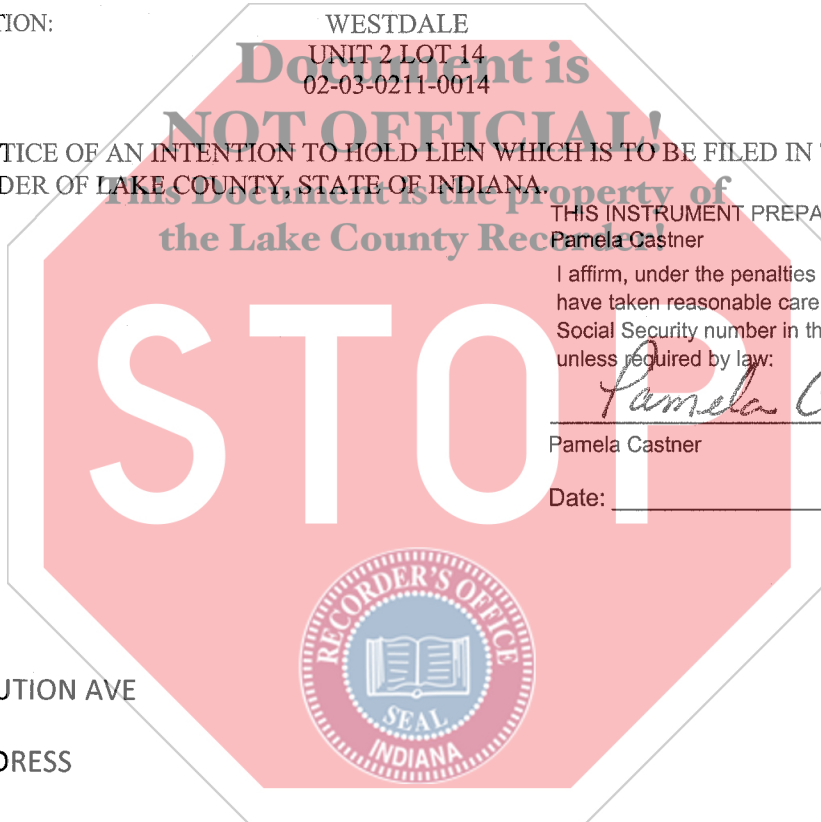 TION:
WESTDALE
UNIT 2 LOT 14
02-03-0211-0014
Document is
NOT OFFICIAL!
This Document is the property of
the Lake County Recorder!
TICE OF AN INTENTION TO HOLD LIEN WHICH IS TO BE FILED IN
DER OF LAKE COUNTY, STATE OF INDIANA.
THIS INSTRUMENT PREPA
Pamela Castner
I affirm, under the penalties
have taken reasonable care
Social Security number in th
unless required by law:
Pamela C
Pamela Castner
Date:
STOP
RECORDER'S OFFICE
SEAL
INDIANA
UTION AVE
DRESS